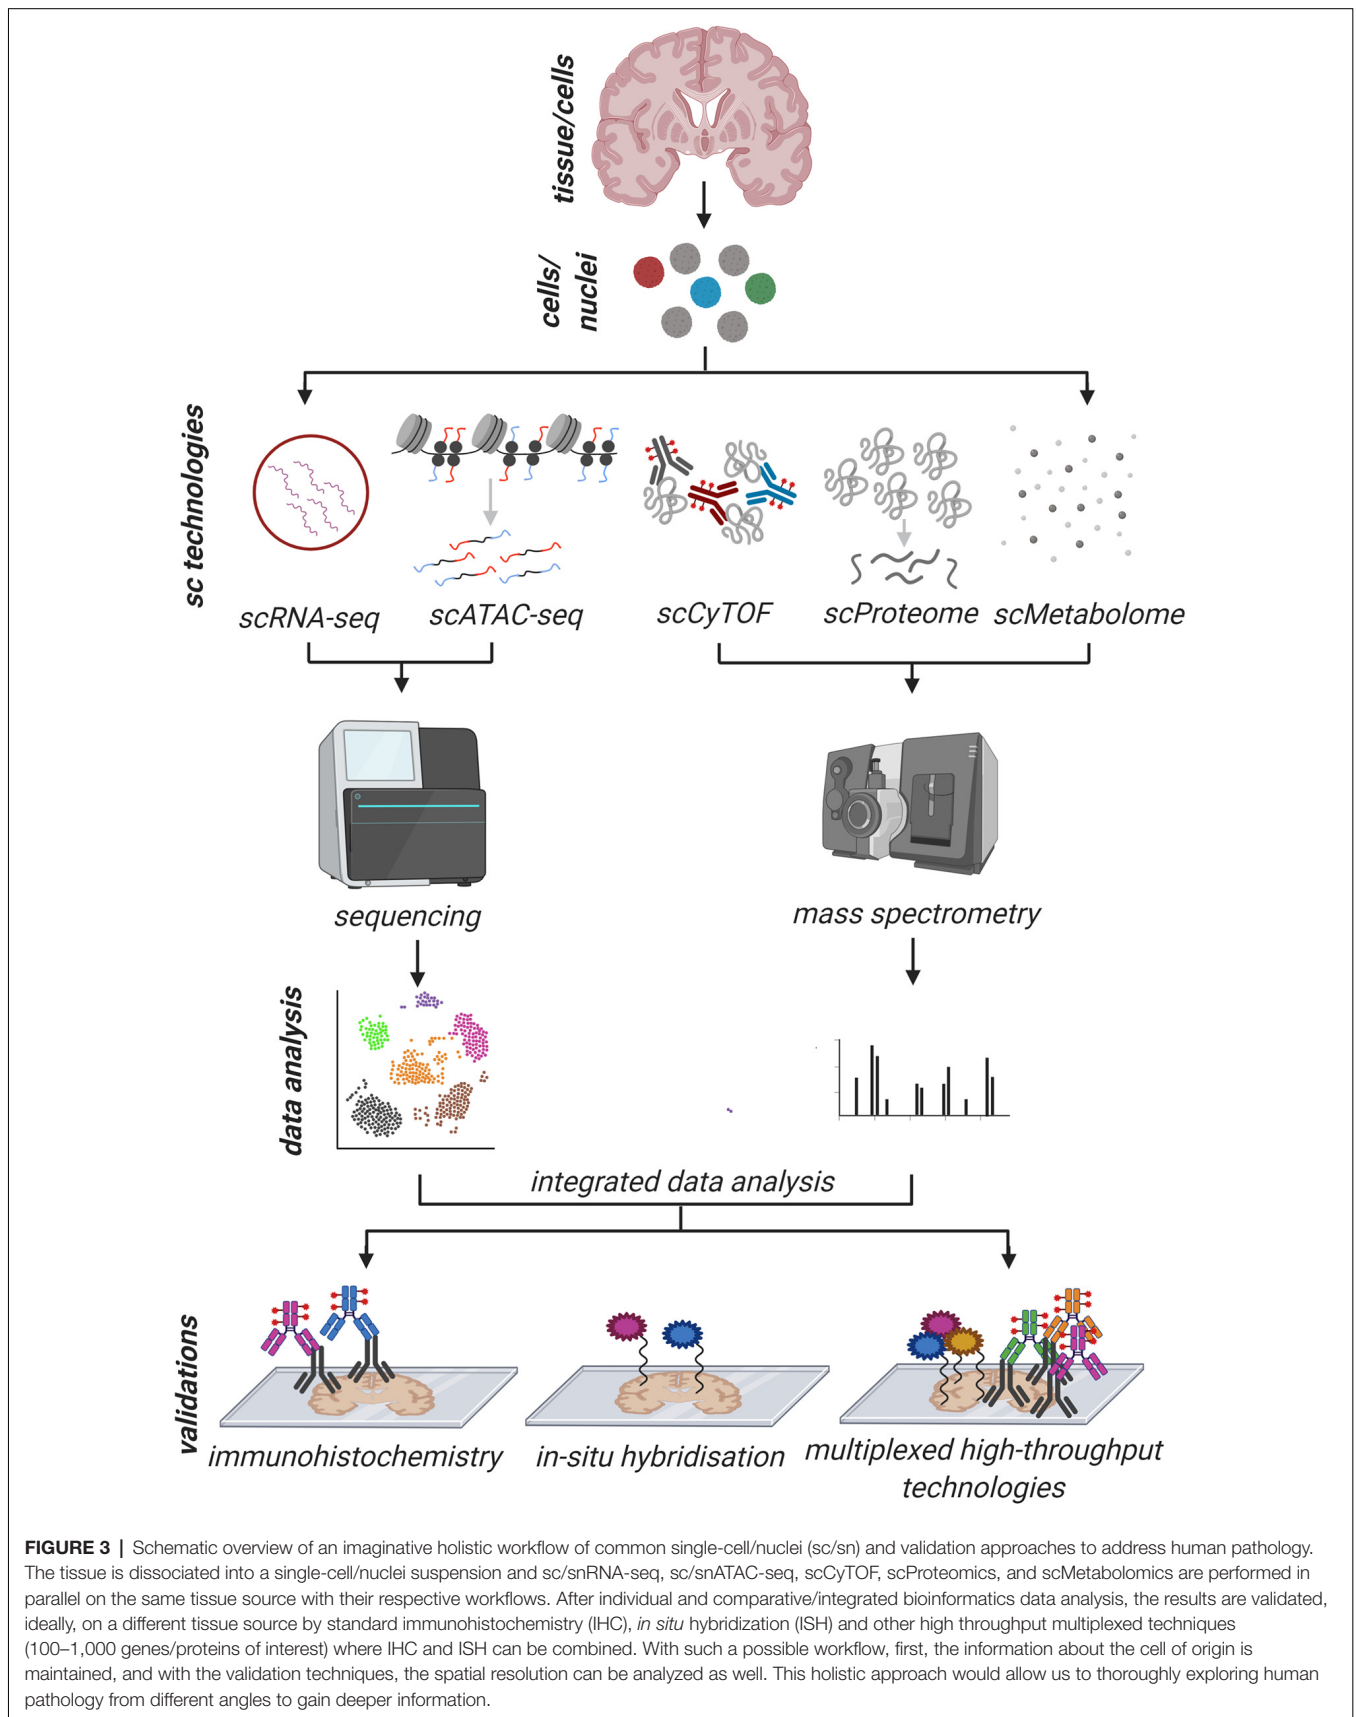 tissue/cells
cells/
nuclei
sc technologies
scRNA-seq
scATAC-seq
scCyTOF
scProteome
scMetabolome
sequencing
mass spectrometry
data analysis
integrated data analysis
validations
immunohistochemistry
in-situ hybridisation
multiplexed high-throughput
technologies
FIGURE 3 | Schematic overview of an imaginative holistic workflow of common single-cell/nuclei (sc/sn) and validation approaches to address human pathology.
The tissue is dissociated into a single-cell/nuclei suspension and sc/snRNA-seq, sc/snATAC-seq, scCyTOF, scProteomics, and scMetabolomics are performed in
parallel on the same tissue source with their respective workflows. After individual and comparative/integrated bioinformatics data analysis, the results are validated,
ideally, on a different tissue source by standard immunohistochemistry (IHC), in situ hybridization (ISH) and other high throughput multiplexed techniques
(100–1,000 genes/proteins of interest) where IHC and ISH can be combined. With such a possible workflow, first, the information about the cell of origin is
maintained, and with the validation techniques, the spatial resolution can be analyzed as well. This holistic approach would allow us to thoroughly exploring human
pathology from different angles to gain deeper information.